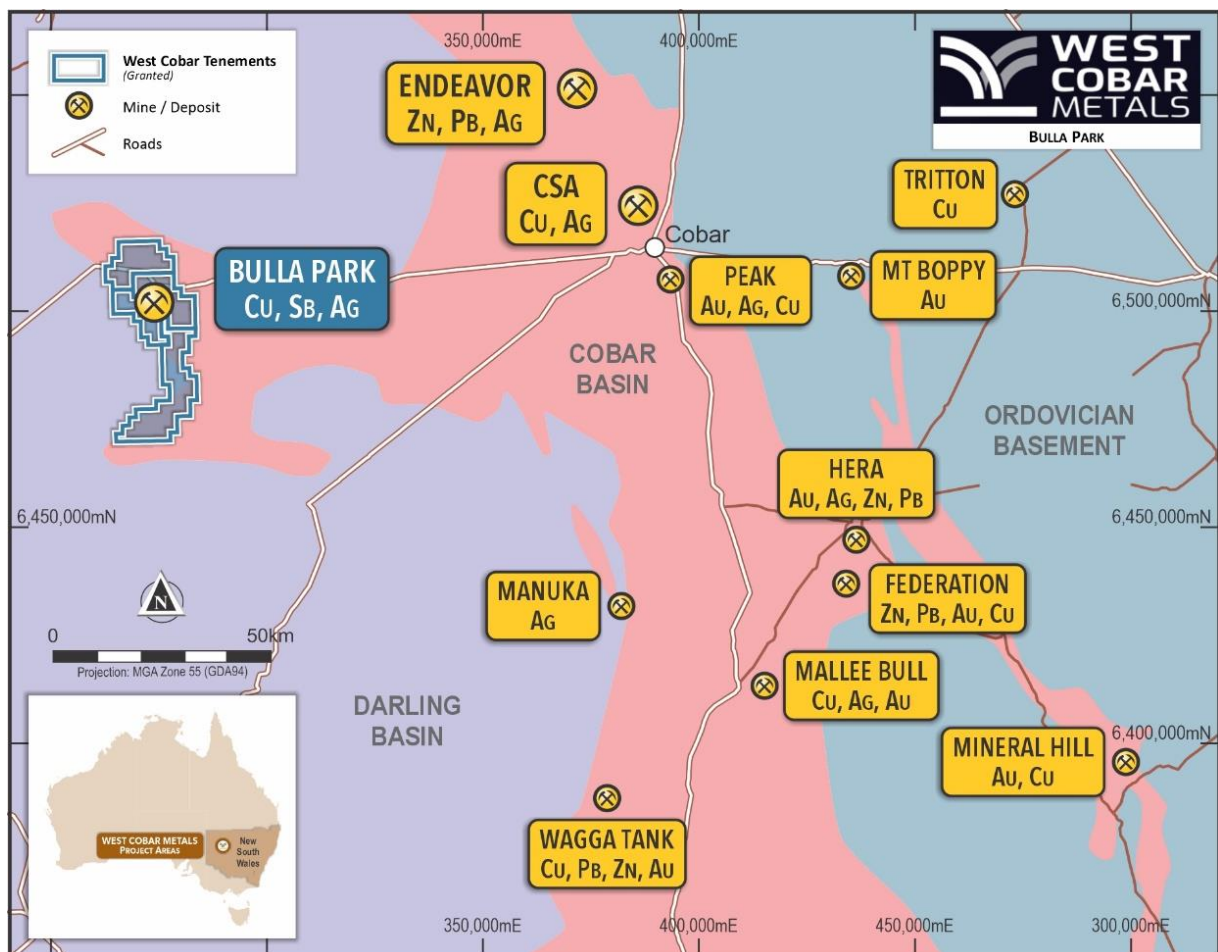 350,000mE
400,000mE
West Cobar Tenements
(Granted)
Mine / Deposit
Roads
WEST
COBAR
METALS
BULLA PARK
ENDEAVOR
ZN, PB, AG
CSA
CU, AG
TRITTON
CU
Cobar
BULLA PARK
CU, SB, AG
PEAK
AU, AG, CU
MT BOPPY
AU
6,500,000mN
COBAR
BASIN
ORDOVICIAN
BASEMENT
HERA
AU, AG, ZN, PB
6,450,000mN
6,450,000mN
MANUKA
AG
FEDERATION
ZN, PB, AU, CU
N
0
50km
Projection: MGA Zone 55 (GDA94)
MALLEE BULL
CU, AG, AU
DARLING
BASIN
6,400,000mN
MINERAL HILL
AU, CU
WEST COBAR METALS
PROJECT AREAS
New
South
Wales
WAGGA TANK
CU, PB, ZN, AU
350,000mE
400,000mE
450,000mE
300,000mE